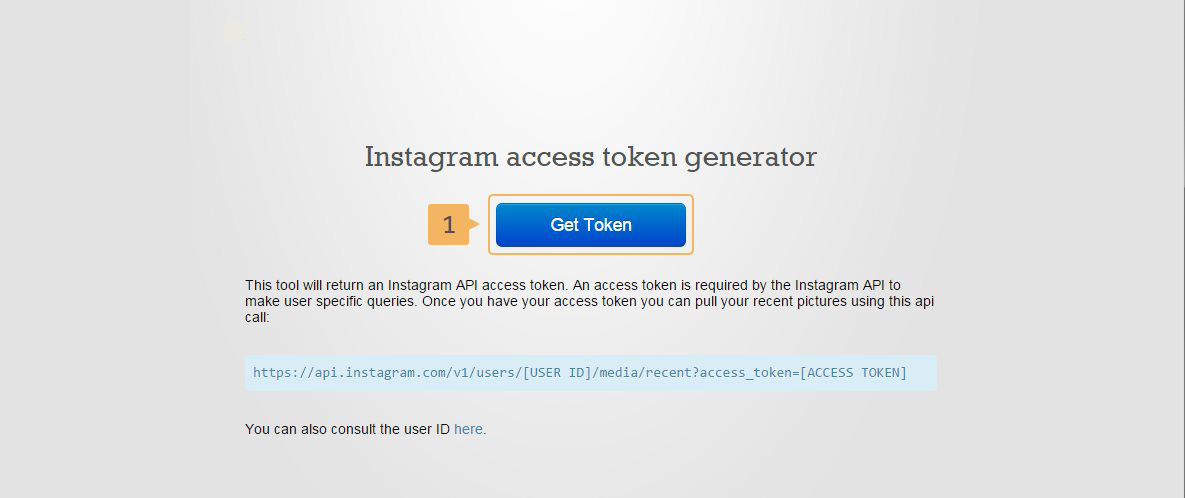 Instagram access token generator
1
Get Token
This tool will return an Instagram API access token. An access token is required by the Instagram API to
make user specific queries. Once you have your access token you can pull your recent pictures using this api
call:
https://api.instagram.com/v1/users/[USER ID]/media/recent?access_token=[ACCESS TOKEN]
You can also consult the user ID here.